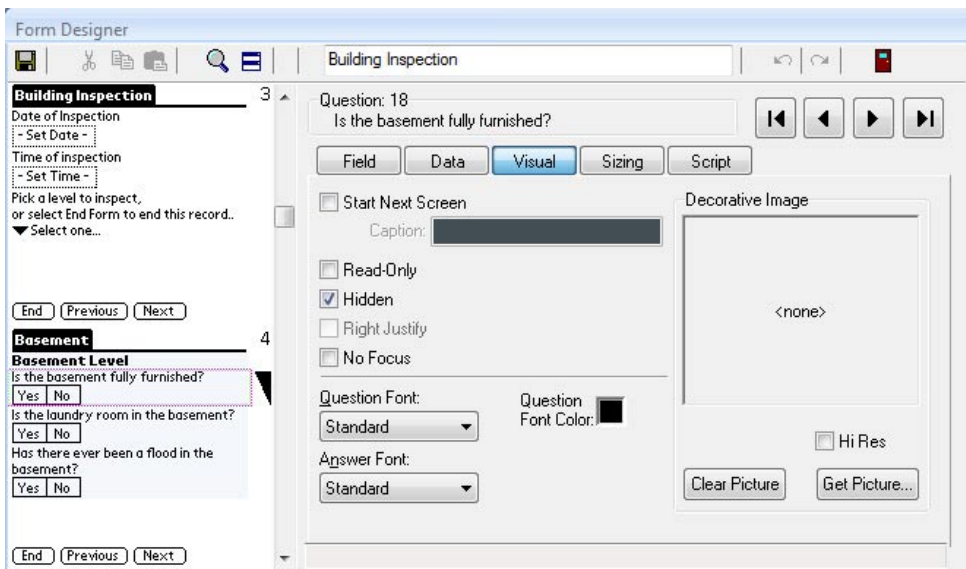 Form Designer
Building Inspection
Building Inspection 3
Date of Inspection
- Set Date -
Time of inspection
- Set Time -
Pick a level to inspect,
or select End Form to end this record..
Select one...
End Previous Next
Basement 4
Basement Level
Is the basement fully furnished?
Yes No
Is the laundry room in the basement?
Yes No
Has there ever been a flood in the
basement?
Yes No
End Previous Next
Question: 18
Is the basement fully furnished?
Field Data Visual Sizing Script
Start Next Screen
Caption:
Read-Only
Hidden
Right Justify
No Focus
Question Font:
Standard
Question
Font Color:
Answer Font:
Standard
Decorative Image
<none>
Hi Res
Clear Picture Get Picture...